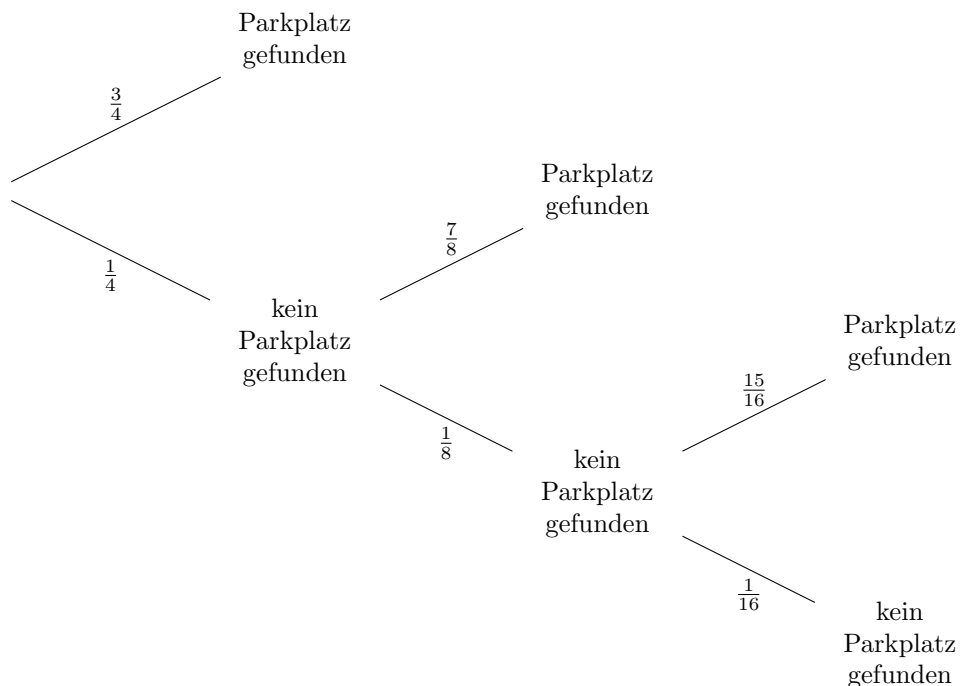 Parkplatz
gefunden
3/4
Parkplatz
gefunden
7/8
1/4
kein
Parkplatz
gefunden
Parkplatz
gefunden
15/16
1/8
kein
Parkplatz
gefunden
1/16
kein
Parkplatz
gefunden